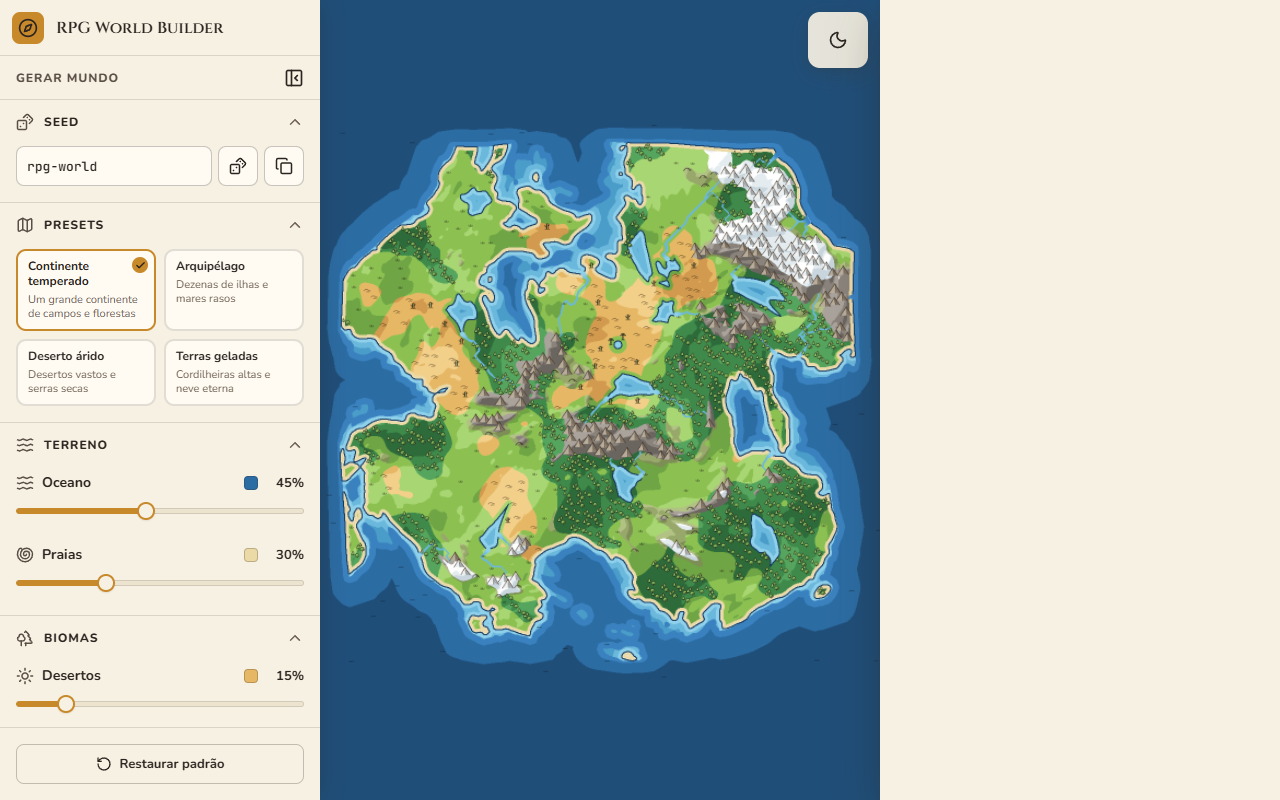 RPG World Builder
GERAR MUNDO
SEED
rpg-world
PRESETS
Continente
temperado
Um grande continente
de campos e florestas
Arquipélago
Dezenas de ilhas e
mares rasos
Deserto árido
Desertos vastos e
serras secas
Terras geladas
Cordilheiras altas e
neve eterna
TERRENO
Oceano 45%
Praias 30%
BIOMAS
Desertos 15%
Restaurar padrão